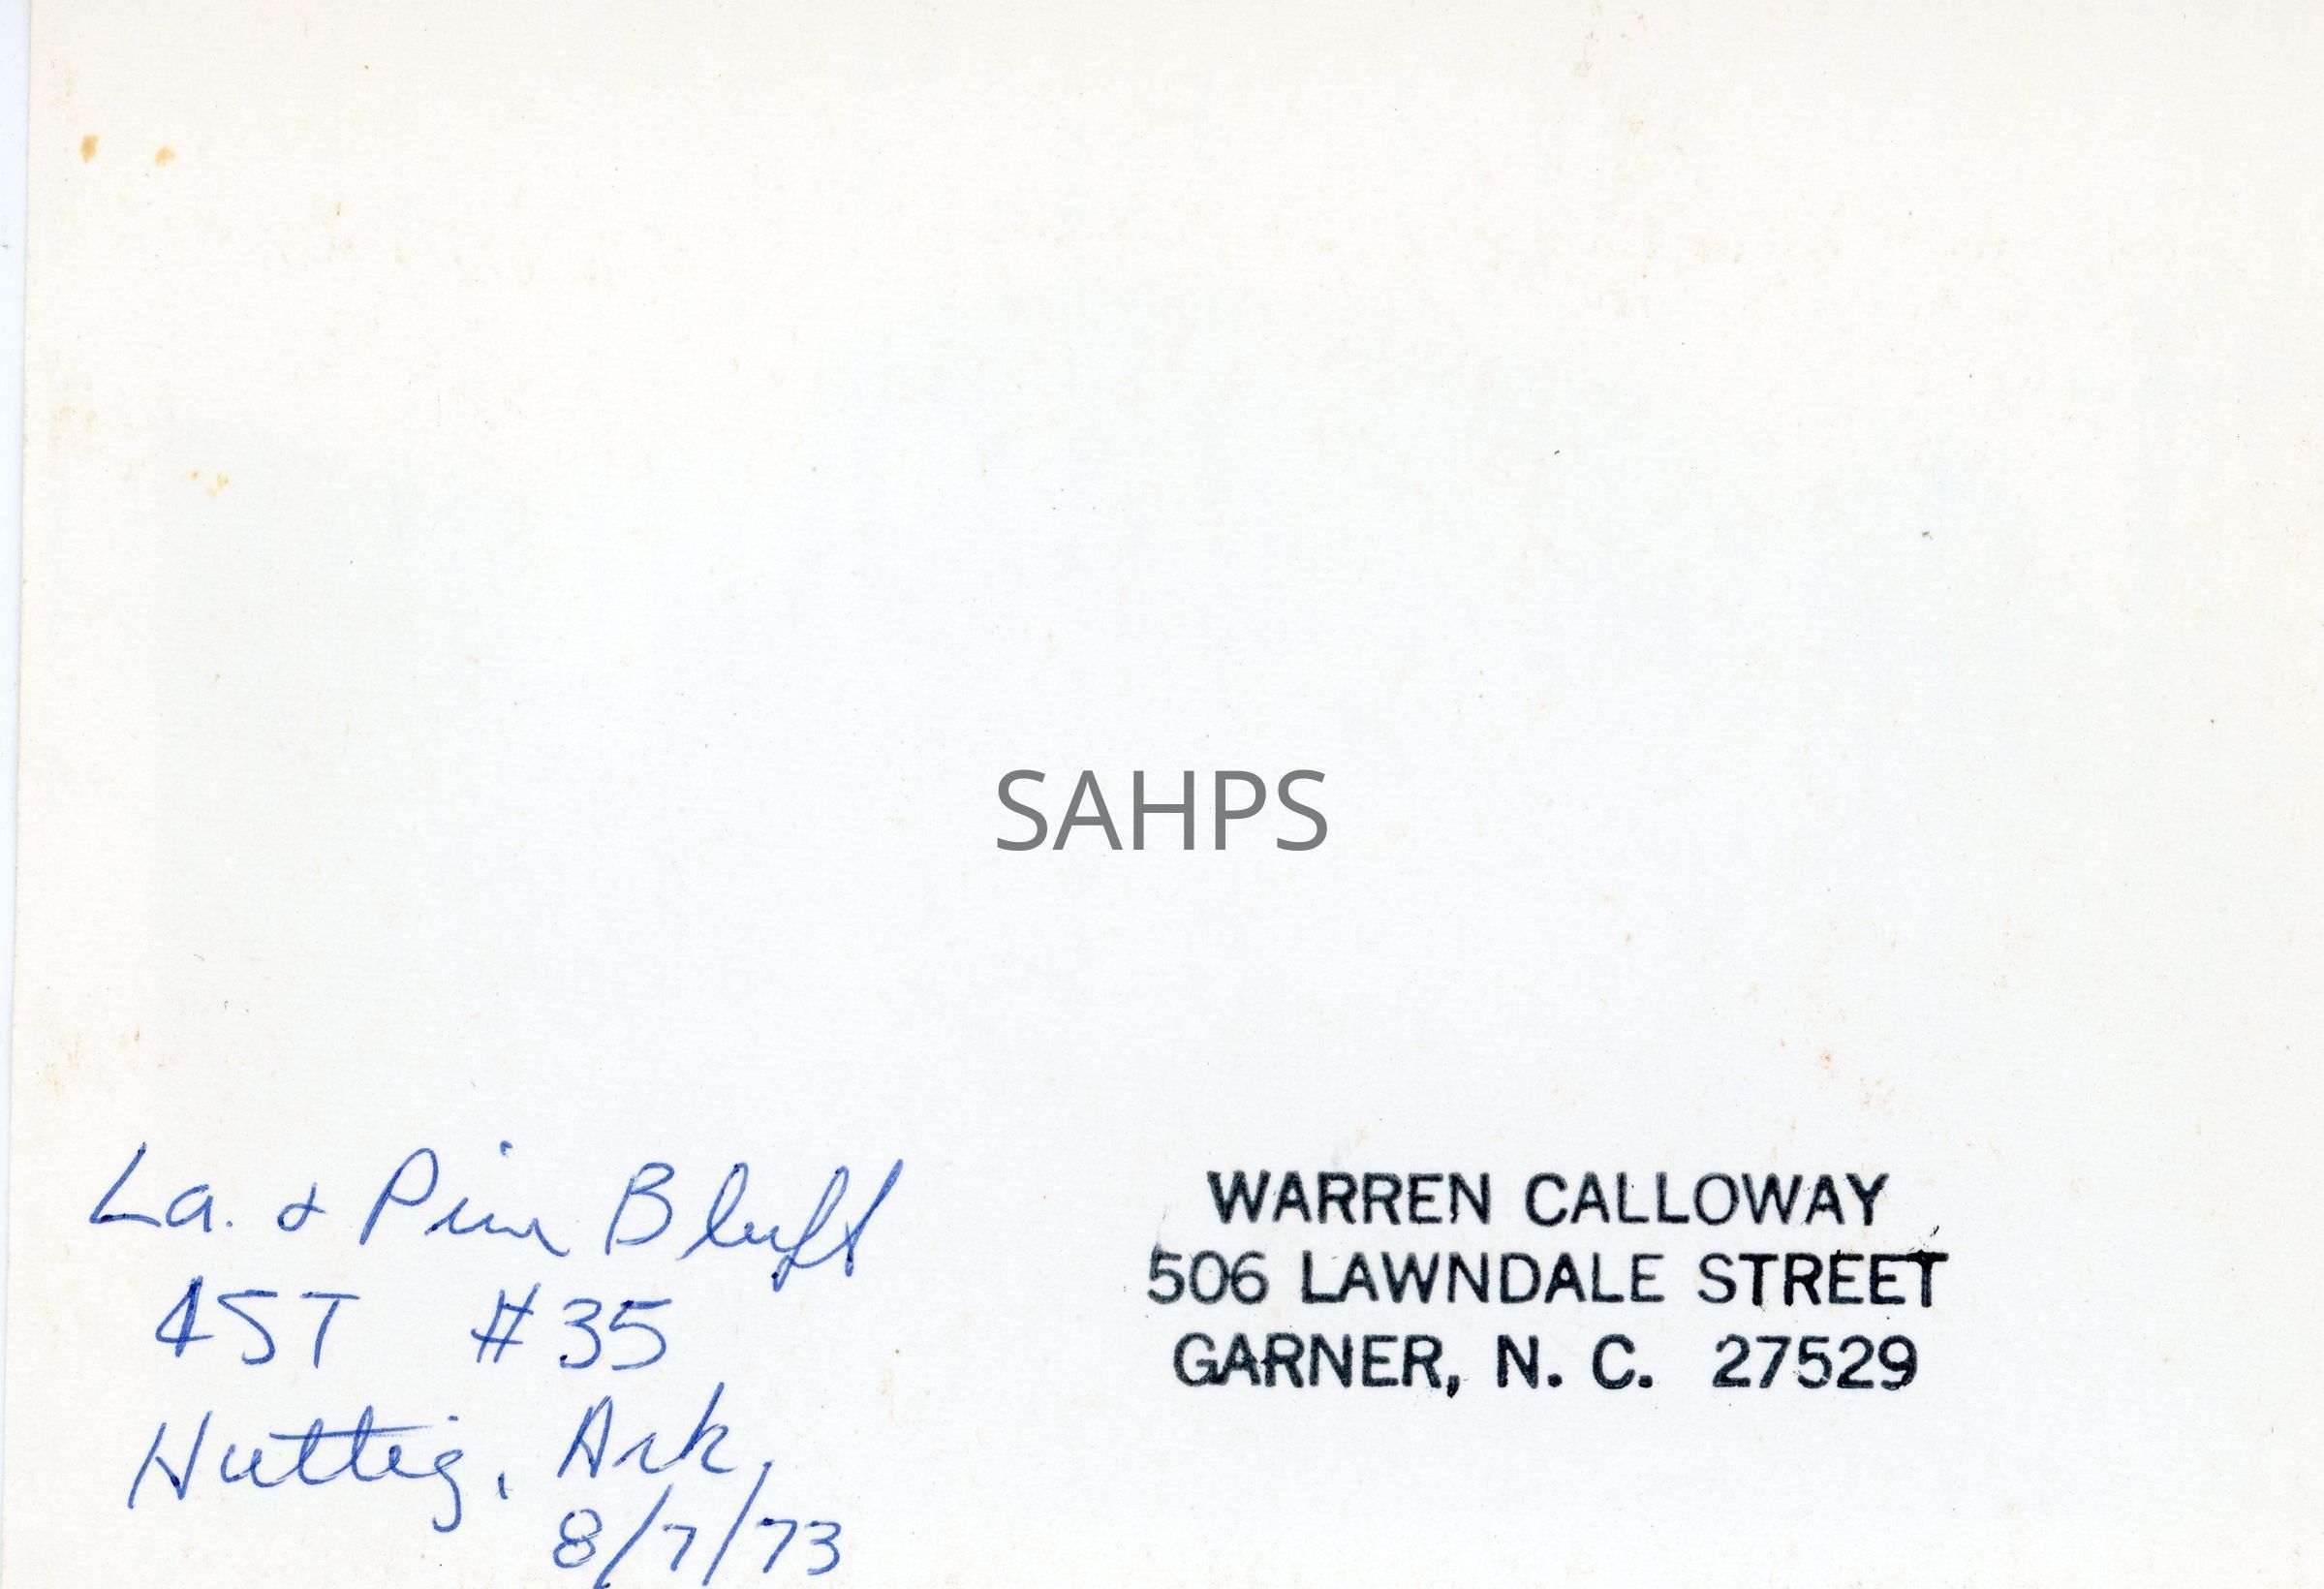 SAHPS
La. & Pine Bluff
45T #35
Huttig, Ark,
8/7/73
WARREN CALLOWAY
506 LAWNDALE STREET
GARNER, N. C. 27529